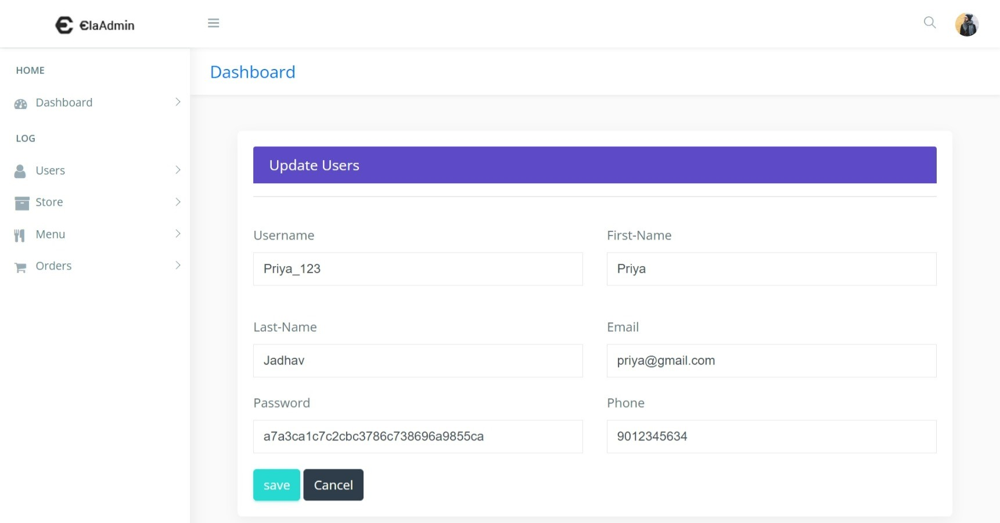 ЄlaAdmin
HOME
Dashboard
LOG
Users
Store
Menu
Orders
Dashboard
Update Users
Username
First-Name
Priya_123
Priya
Last-Name
Email
Jadhav
priya@gmail.com
Password
Phone
a7a3ca1c7c2cbc3786c738696a9855ca
9012345634
save
Cancel